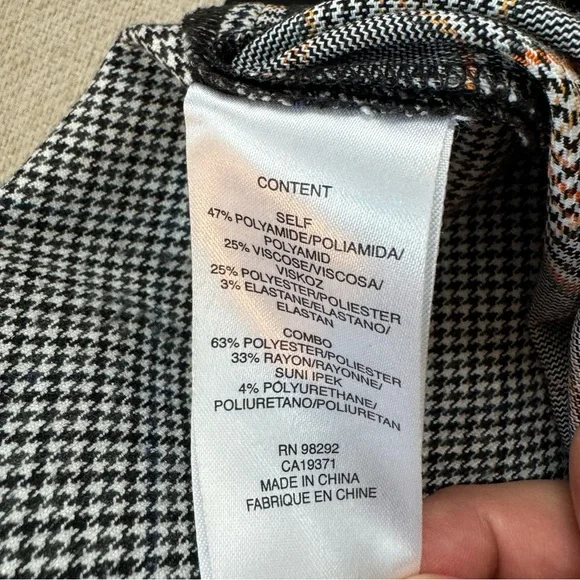 CONTENT
SELF
47% POLYAMIDE/POLIAMIDA/
POLYAMID
25% VISCOSE/VISCOSA/
VISKOZ
25% POLYESTER/POLIESTER
3% ELASTANE/ELASTANO/
ELASTAN
COMBO
63% POLYESTER/POLIESTER
33% RAYON/RAYONNE/
SUNI IPEK
4% POLYURETHANE/
POLIURETANO/POLIURETAN
RN 98292
CA19371
MADE IN CHINA
FABRIQUE EN CHINE